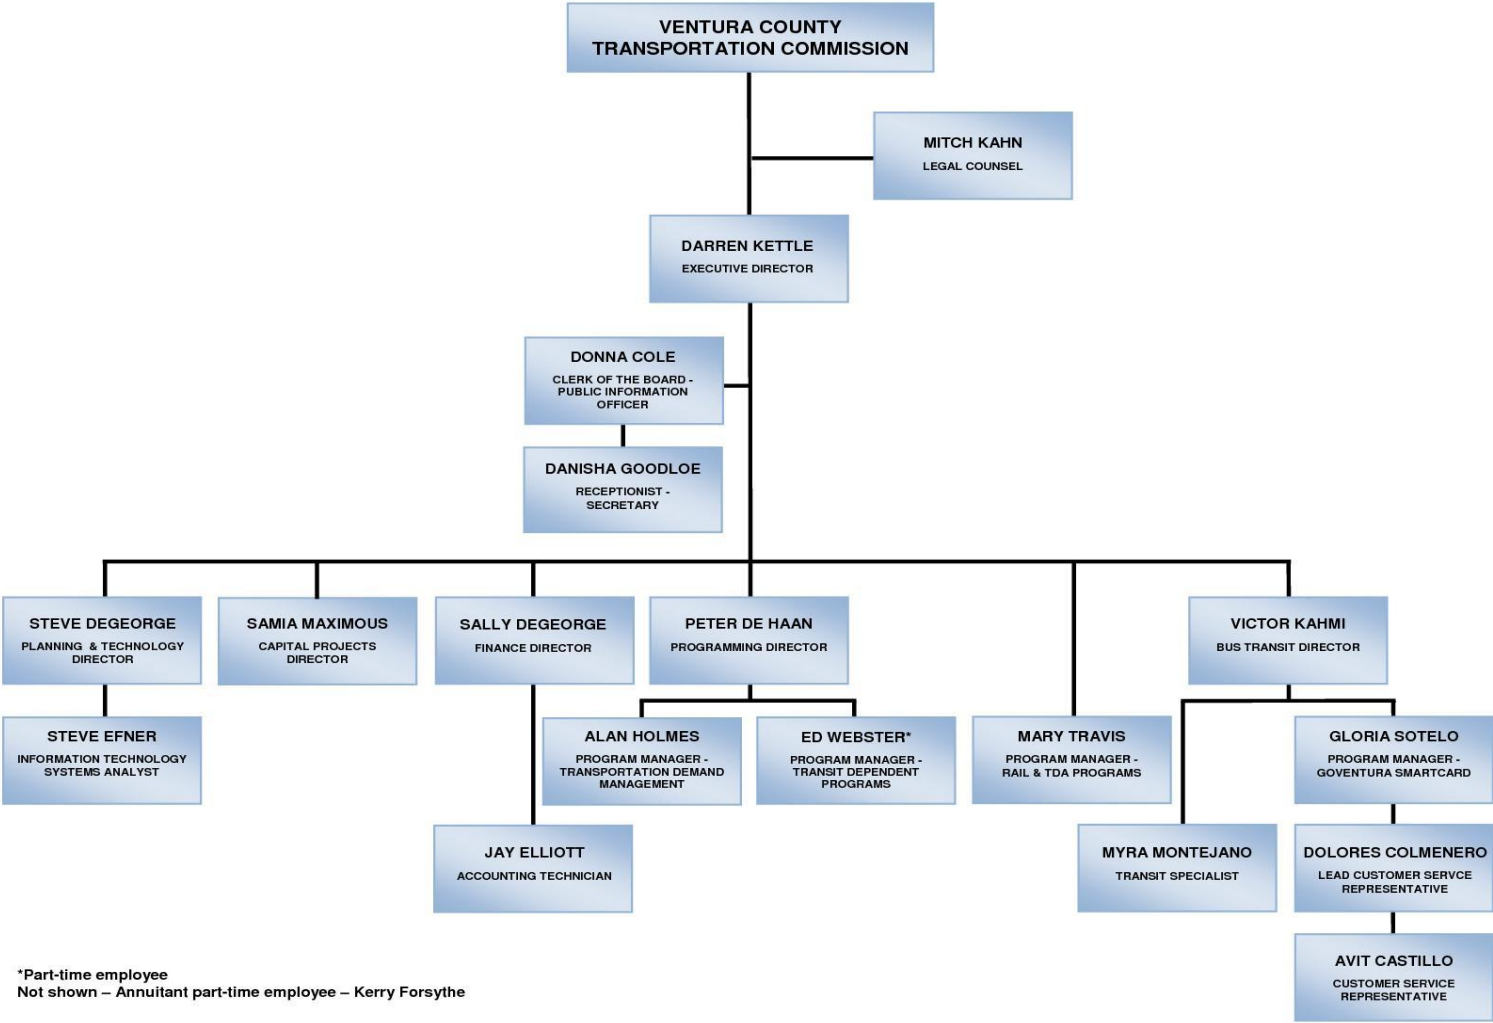 VENTURA COUNTY
TRANSPORTATION COMMISSION
MITCH KAHN
LEGAL COUNSEL
DARREN KETTLE
EXECUTIVE DIRECTOR
DONNA COLE
CLERK OF THE BOARD -
PUBLIC INFORMATION
OFFICER
DANISHA GOODLOE
RECEPTIONIST -
SECRETARY
STEVE DEGEORGE
PLANNING & TECHNOLOGY
DIRECTOR
SAMIA MAXIMOUS
CAPITAL PROJECTS
DIRECTOR
SALLY DEGEORGE
FINANCE DIRECTOR
PETER DE HAAN
PROGRAMMING DIRECTOR
VICTOR KAHMI
BUS TRANSIT DIRECTOR
STEVE EFNER
INFORMATION TECHNOLOGY
SYSTEMS ANALYST
ALAN HOLMES
PROGRAM MANAGER -
TRANSPORTATION DEMAND
MANAGEMENT
ED WEBSTER*
PROGRAM MANAGER -
TRANSIT DEPENDENT
PROGRAMS
MARY TRAVIS
PROGRAM MANAGER -
RAIL & TDA PROGRAMS
GLORIA SOTELO
PROGRAM MANAGER -
GOVENTURA SMARTCARD
JAY ELLIOTT
ACCOUNTING TECHNICIAN
MYRA MONTEJANO
TRANSIT SPECIALIST
DOLORES COLMENERO
LEAD CUSTOMER SERVCE
REPRESENTATIVE
AVIT CASTILLO
CUSTOMER SERVICE
REPRESENTATIVE
*Part-time employee
Not shown – Annuitant part-time employee – Kerry Forsythe